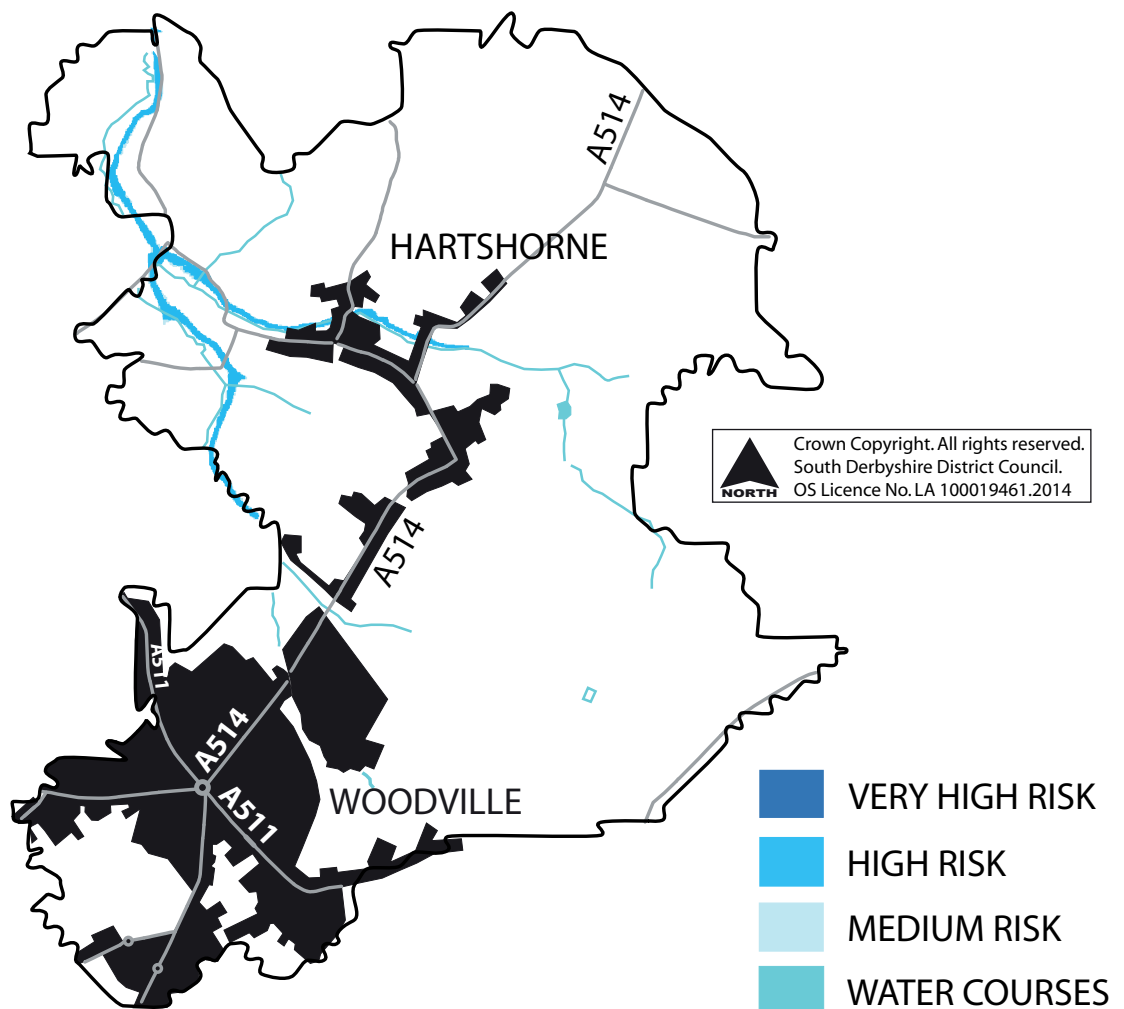 A514
HARTSHORNE
Crown Copyright. All rights reserved.
South Derbyshire District Council.
OS Licence No. LA 100019461.2014
NORTH
A514
A511
A514
A511
WOODVILLE
VERY HIGH RISK
HIGH RISK
MEDIUM RISK
WATER COURSES